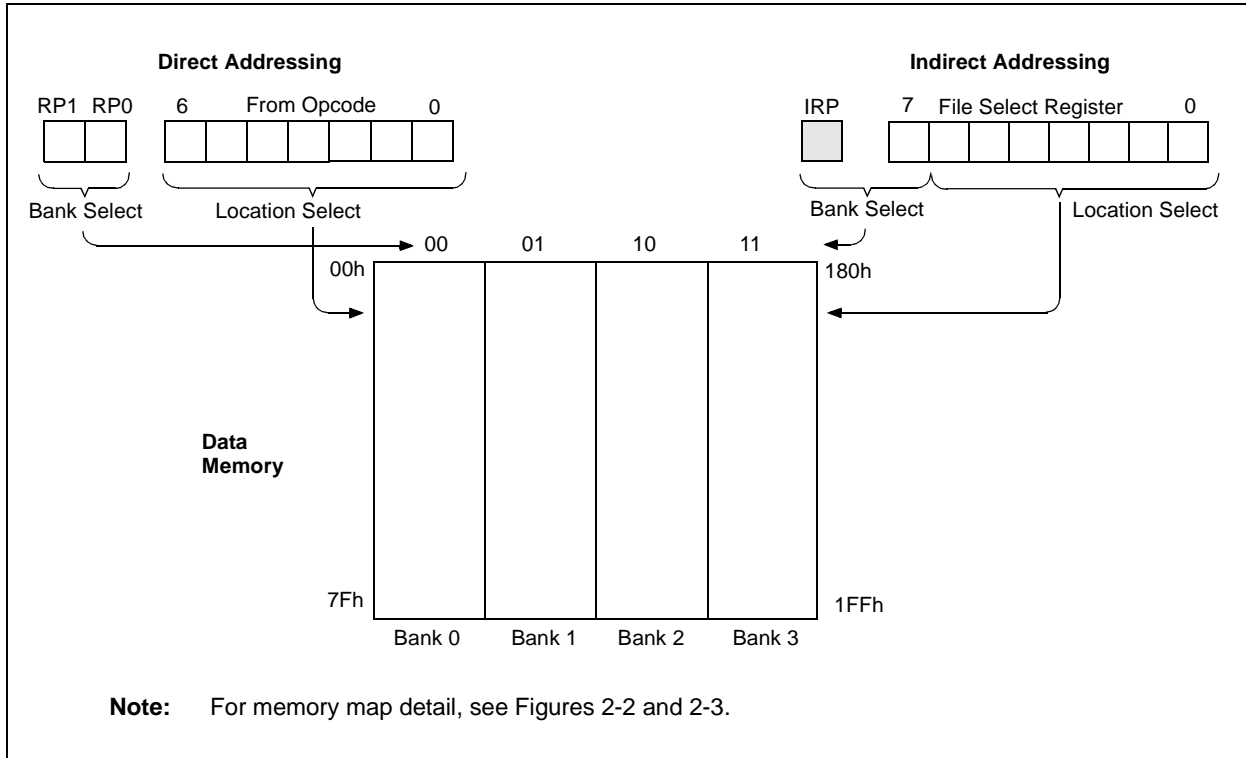 Direct Addressing
Indirect Addressing
RP1 RP0 6 From Opcode 0
IRP 7 File Select Register 0
Bank Select Location Select
Bank Select Location Select
00 01 10 11
00h
180h
Data
Memory
7Fh
1FFh
Bank 0 Bank 1 Bank 2 Bank 3
Note: For memory map detail, see Figures 2-2 and 2-3.